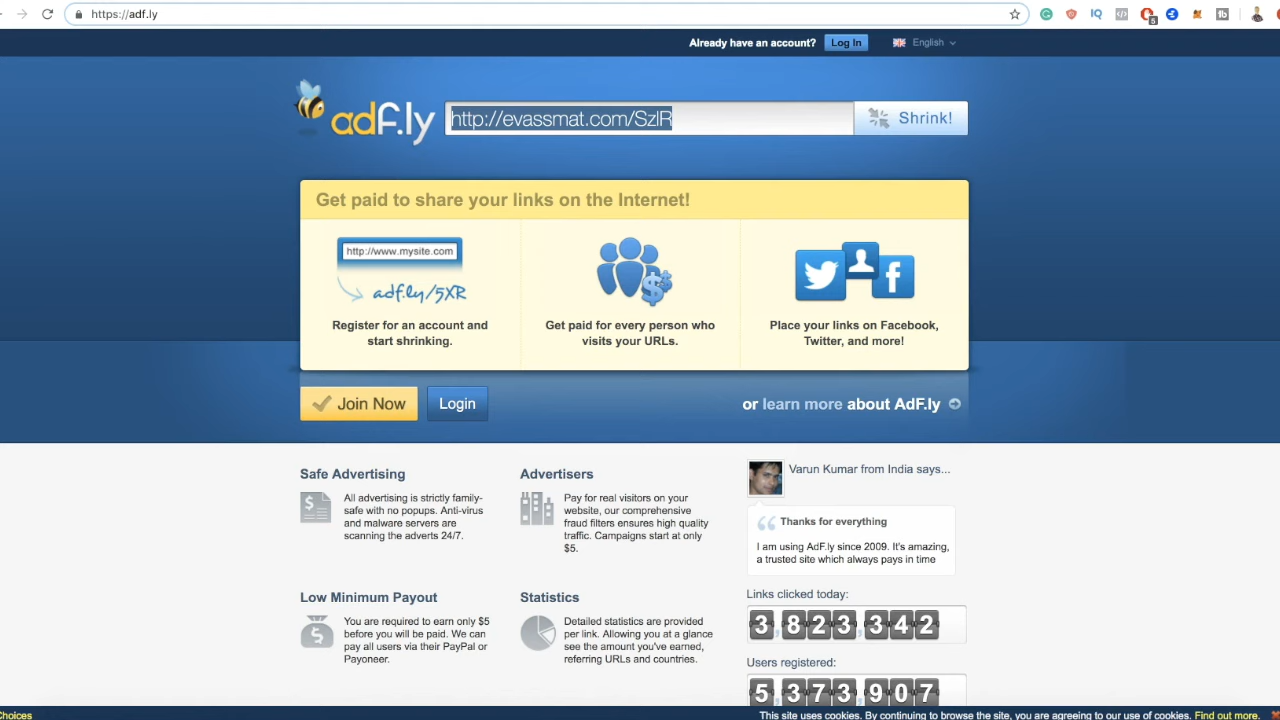 https://adf.ly
5
Already have an account?
Log In
English
adf.ly
http://evassmat.com/SzlR
Shrink!
Get paid to share your links on the Internet!
http://www.mysite.com
adf.ly/5XR
Register for an account and
start shrinking.
Get paid for every person who
visits your URLs.
Place your links on Facebook,
Twitter, and more!
Join Now
Login
or learn more about AdF.ly
Safe Advertising
All advertising is strictly family-
safe with no popups. Anti-virus
and malware servers are
scanning the adverts 24/7.
Advertisers
Pay for real visitors on your
website, our comprehensive
fraud filters ensures high quality
traffic. Campaigns start at only
$5.
Varun Kumar from India says...
Thanks for everything
I am using AdF.ly since 2009. It's amazing,
a trusted site which always pays in time
Low Minimum Payout
You are required to earn only $5
before you will be paid. We can
pay all users via their PayPal or
Payoneer.
Statistics
Detailed statistics are provided
per link. Allowing you at a glance
see the amount you've earned,
referring URLs and countries.
Links clicked today:
3,823,342
Users registered:
5,373,907
Choices
This site uses cookies. By continuing to browse the site, you are agreeing to our use of cookies. Find out more.